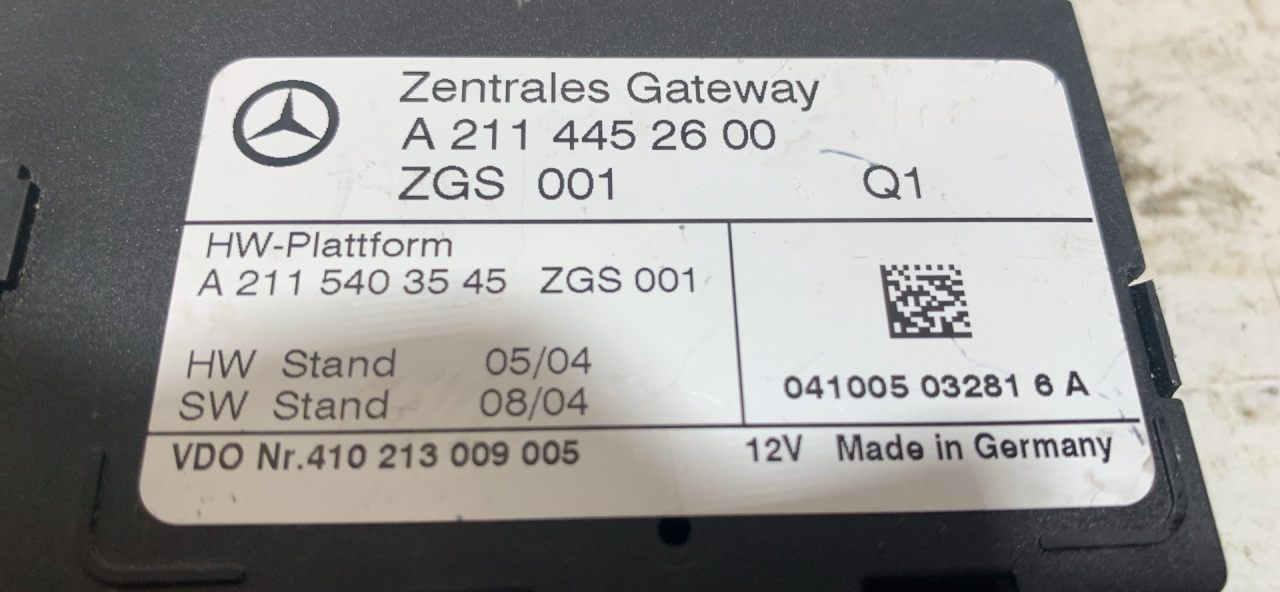 Zentrales Gateway
A 211 445 26 00
ZGS 001 Q1
HW-Plattform
A 211 540 35 45 ZGS 001
HW Stand 05/04
SW Stand 08/04
041005 03281 6 A
VDO Nr.410 213 009 005
12V Made in Germany